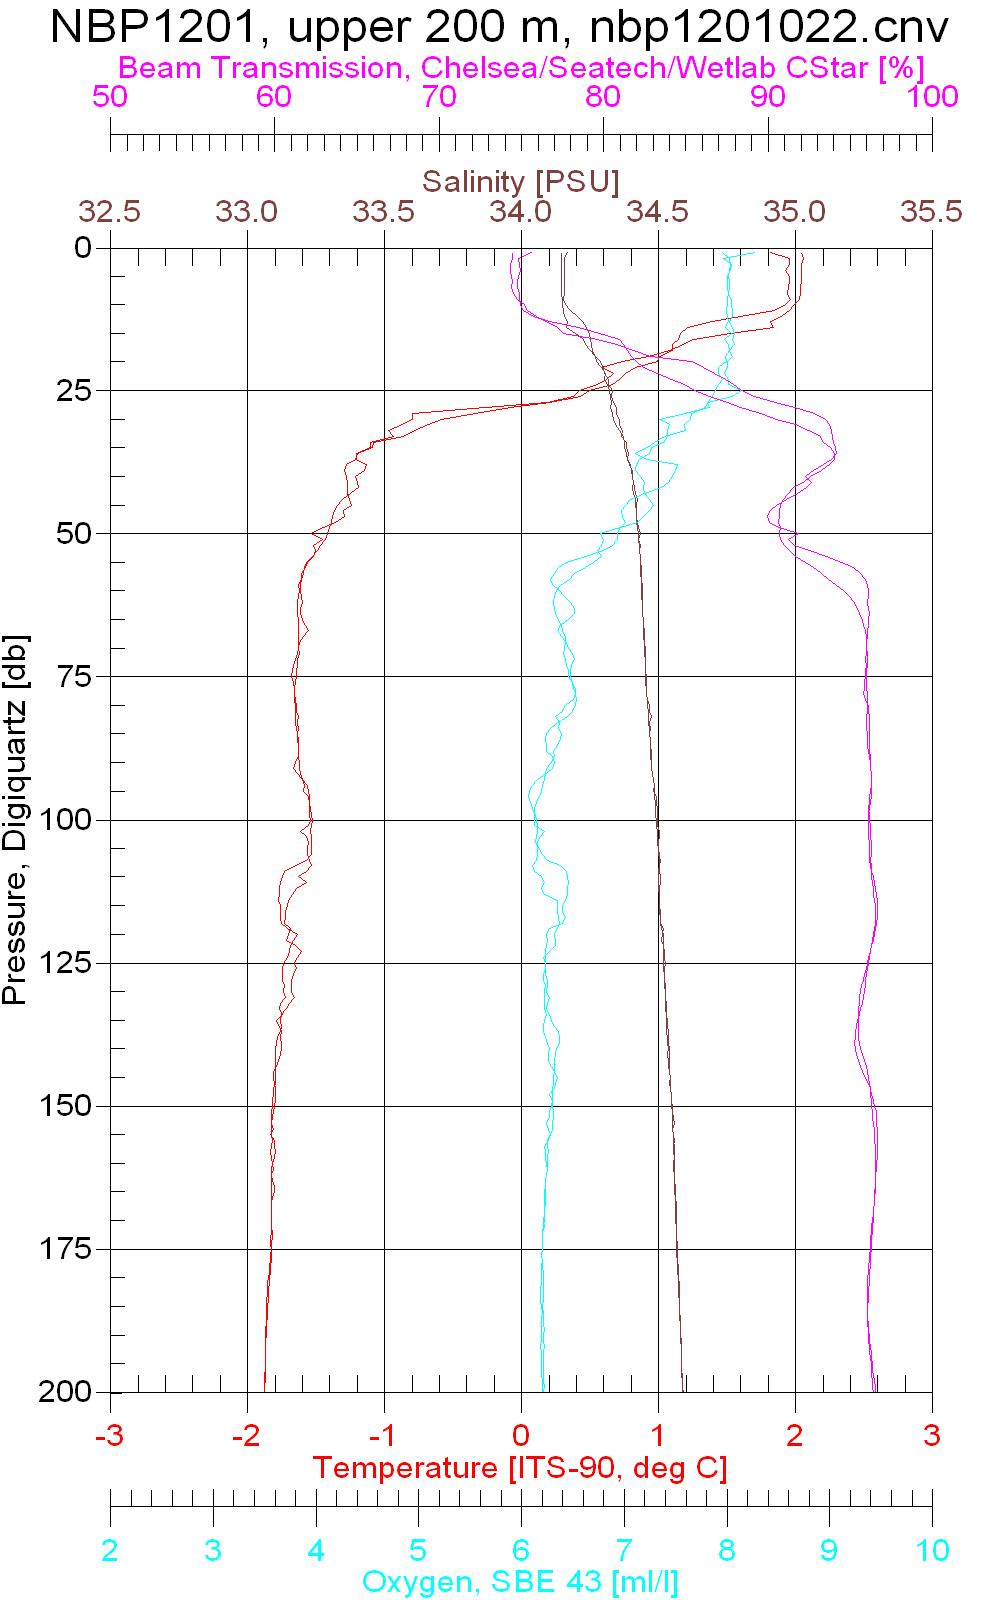 NBP1201, upper 200 m, nbp1201022.cnv
Beam Transmission, Chelsea/Seatech/Wetlab CStar [%]
50 60 70 80 90 100
Salinity [PSU]
32.5 33.0 33.5 34.0 34.5 35.0 35.5
0
25
50
75
100
125
150
175
200
Pressure, Digiquartz [db]
-3 -2 -1 0 1 2 3
Temperature [ITS-90, deg C]
2 3 4 5 6 7 8 9 10
Oxygen, SBE 43 [ml/l]